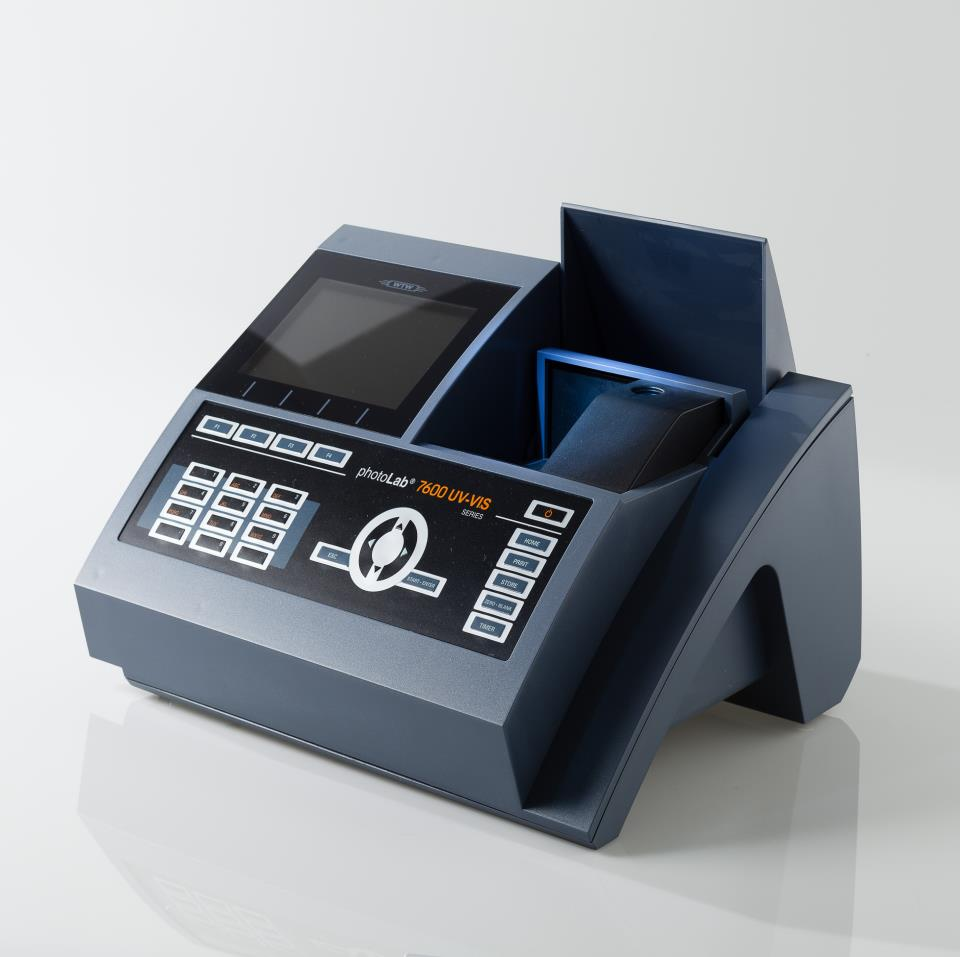 WTW
F1
F2
F3
F4
photoLab® 7600 UV-VIS
SERIES
ESC
START · ENTER
HOME
PRINT
STORE
ZERO · BLANK
TIMER